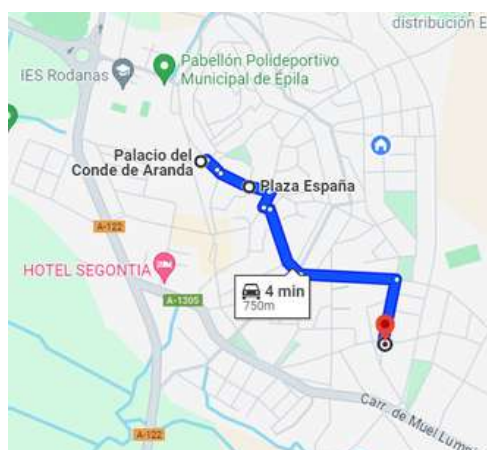 distribución E
IES Rodanas
Pabellón Polideportivo
Municipal de Épila
Palacio del
Conde de Aranda
Plaza España
A-122
HOTEL SEGONTIA
4 min
750m
A-1305
Carr. de Muel
A-122